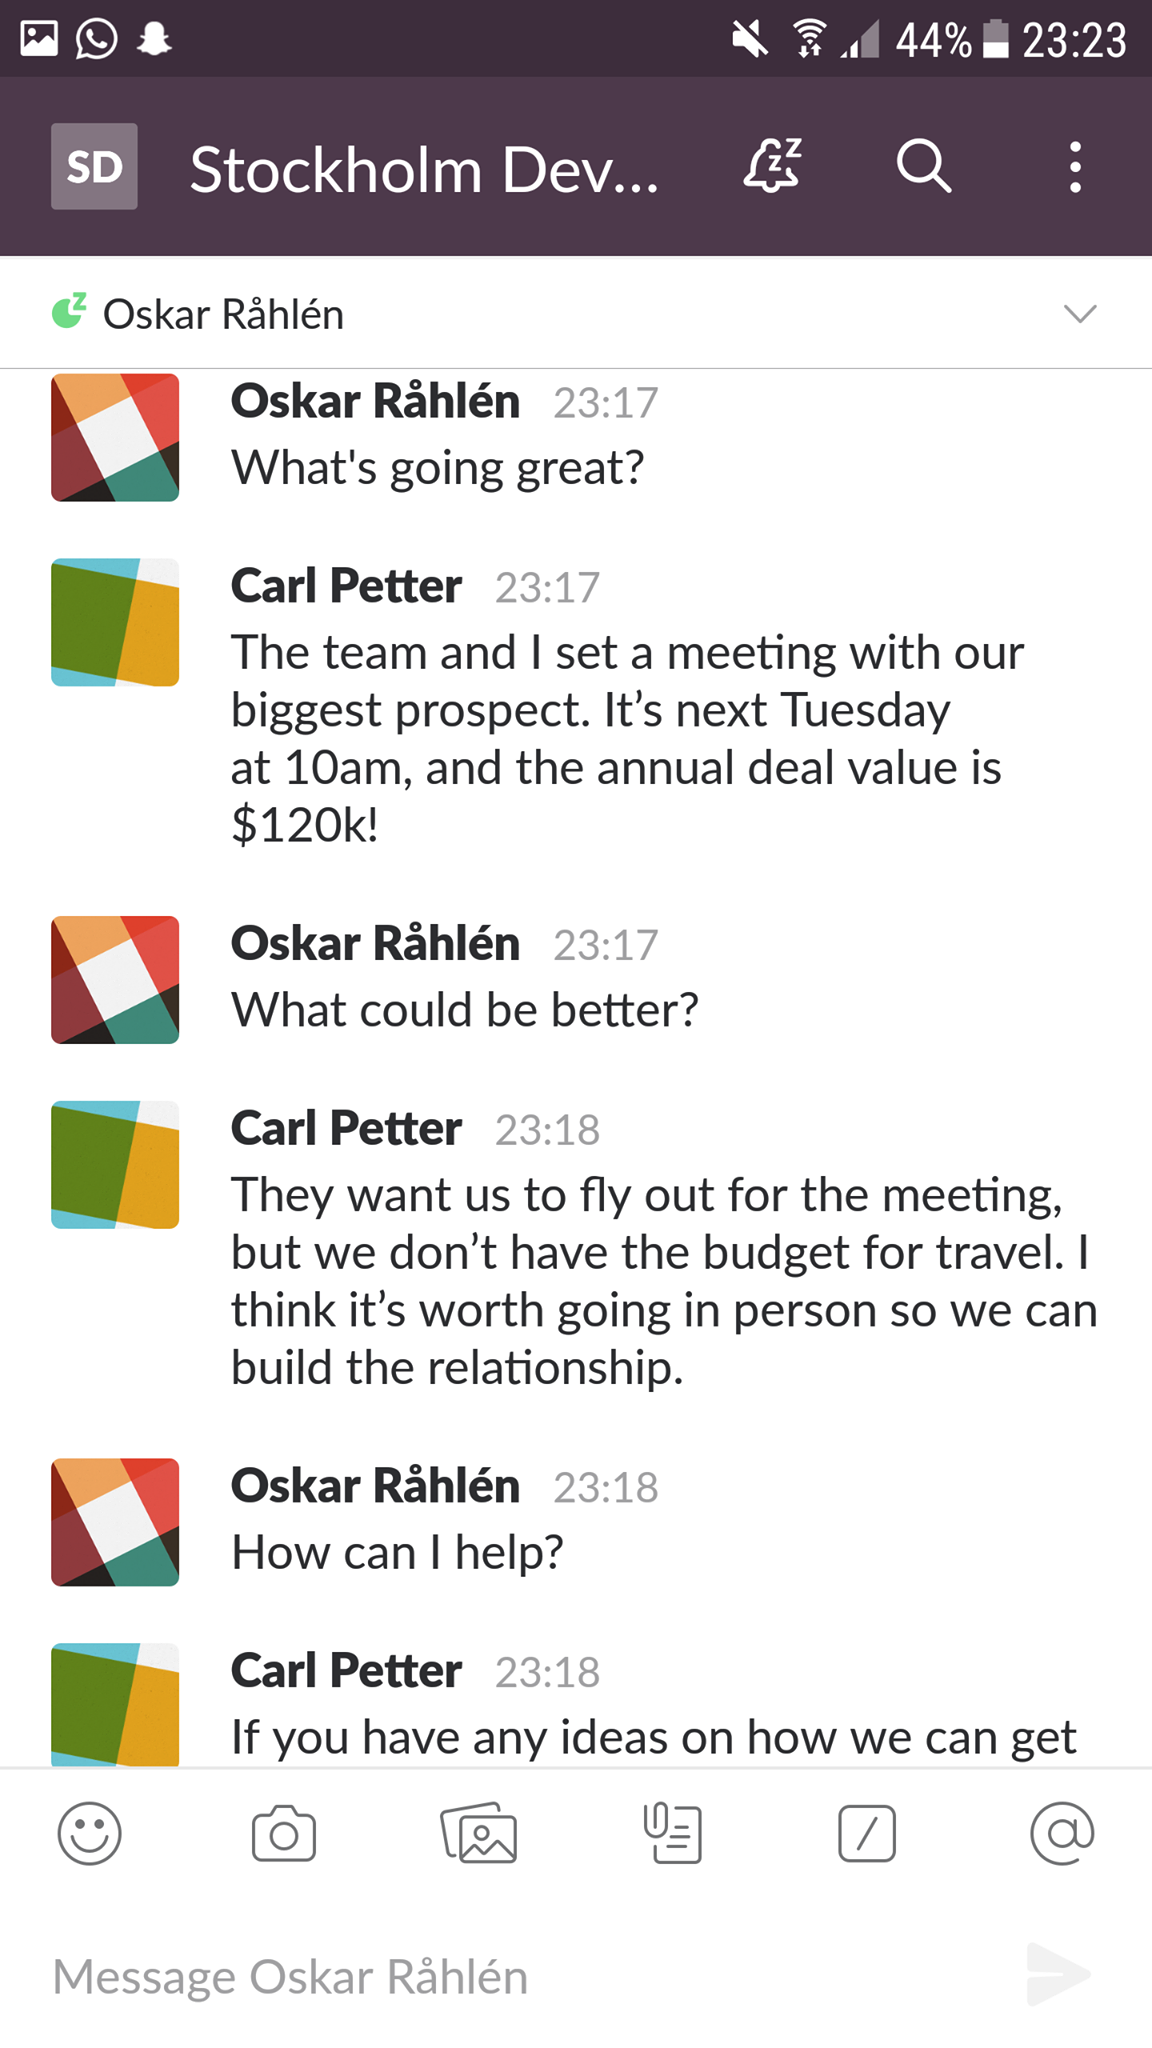 44% 23:23
SD Stockholm Dev...
Oskar Råhlén
Oskar Råhlén 23:17
What's going great?
Carl Petter 23:17
The team and I set a meeting with our
biggest prospect. It’s next Tuesday
at 10am, and the annual deal value is
$120k!
Oskar Råhlén 23:17
What could be better?
Carl Petter 23:18
They want us to fly out for the meeting,
but we don’t have the budget for travel. I
think it’s worth going in person so we can
build the relationship.
Oskar Råhlén 23:18
How can I help?
Carl Petter 23:18
If you have any ideas on how we can get
Message Oskar Råhlén